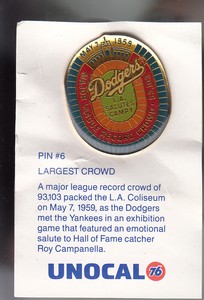 MAY 7, 1959
Dodgers
L.A.
SALUTES
CAMPY
PIN #6
LARGEST CROWD
A major league record crowd of
93,103 packed the L.A. Coliseum
on May 7, 1959, as the Dodgers
met the Yankees in an exhibition
game that featured an emotional
salute to Hall of Fame catcher
Roy Campanella.
UNOCAL 76